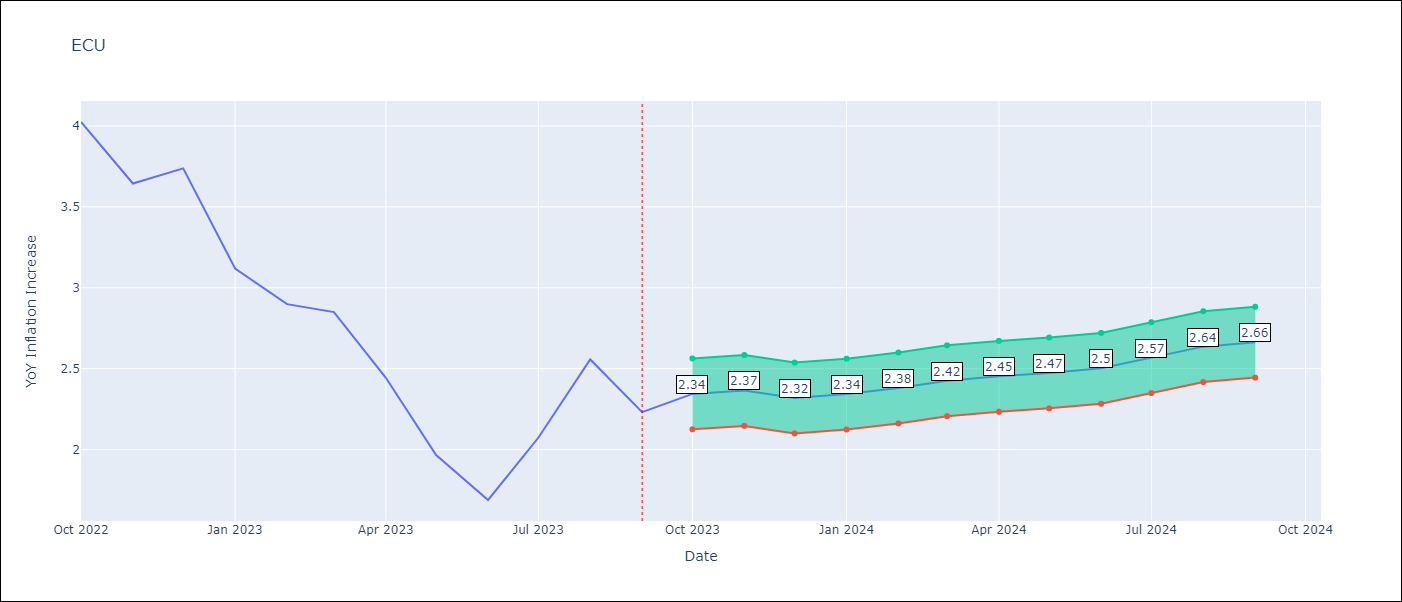 ECU
YoY Inflation Increase
4
3.5
3
2.5
2
2.34
2.37
2.32
2.34
2.38
2.42
2.45
2.47
2.5
2.57
2.64
2.66
Oct 2022
Jan 2023
Apr 2023
Jul 2023
Oct 2023
Jan 2024
Apr 2024
Jul 2024
Oct 2024
Date